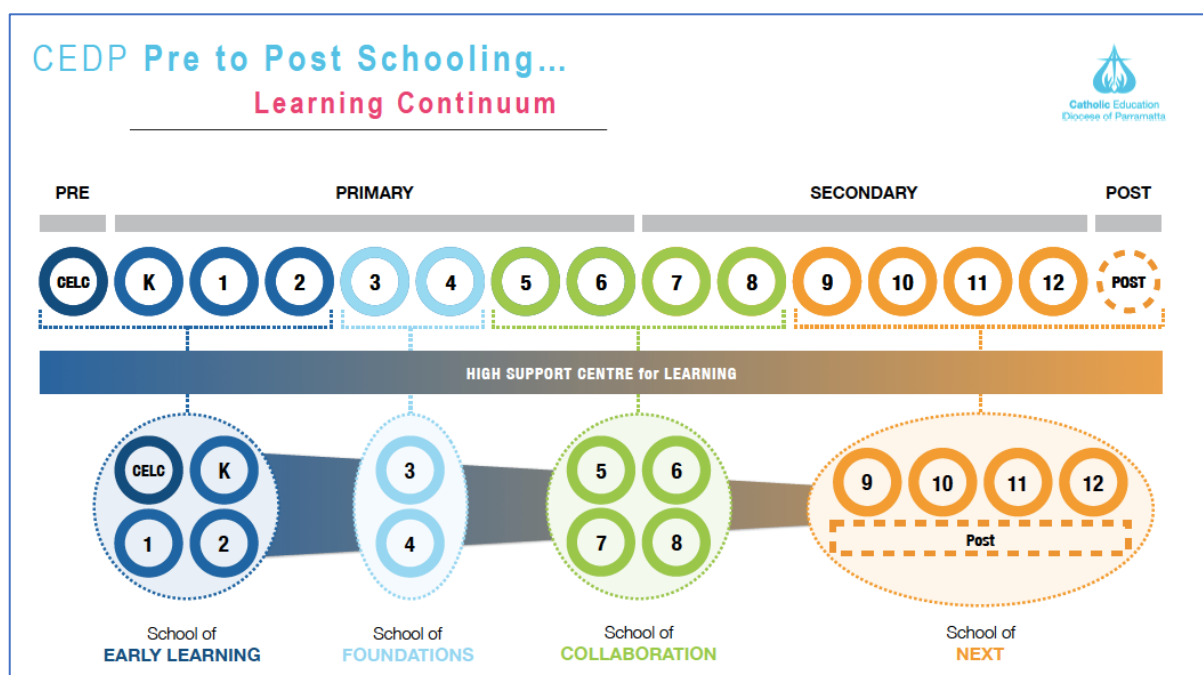 CEDP Pre to Post Schooling...
Learning Continuum
Catholic Education
Diocese of Parramatta
PRE PRIMARY SECONDARY POST
CELC K 1 2 3 4 5 6 7 8 9 10 11 12 POST
HIGH SUPPORT CENTRE for LEARNING
CELC K
1 2
3
4
5 6
7 8
9 10 11 12
Post
School of
EARLY LEARNING
School of
FOUNDATIONS
School of
COLLABORATION
School of
NEXT